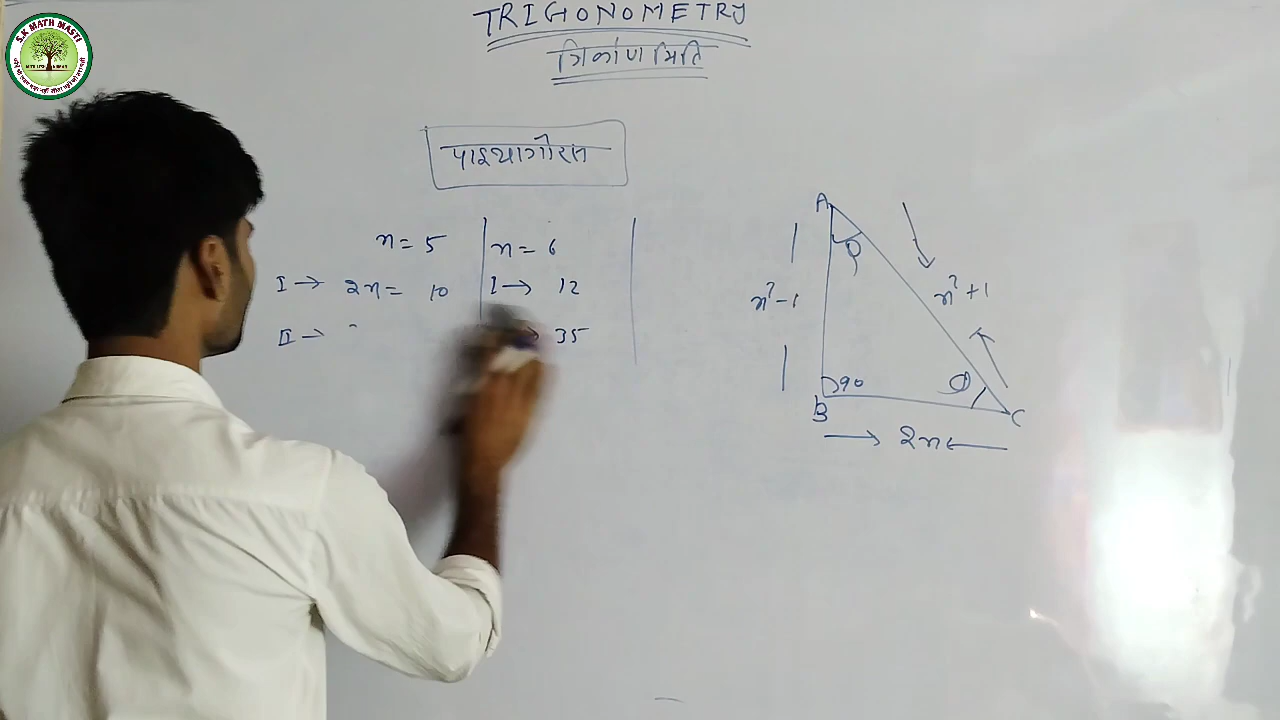 S.K MATH MASTI
TRIGONOMETRY
त्रिकोणमिति
पाइथागोरस
n = 5
I → 2n = 10
II →
n = 6
I → 12
→ 35
A
θ
n² - 1
n² + 1
90
B
C
2n